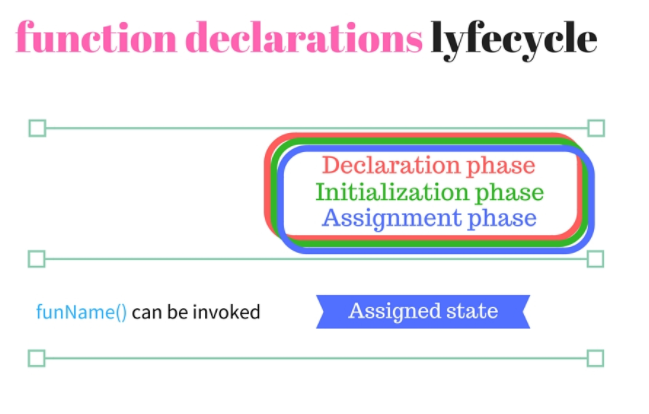 function declarations lyfecycle
Declaration phase
Initialization phase
Assignment phase
funName() can be invoked
Assigned state